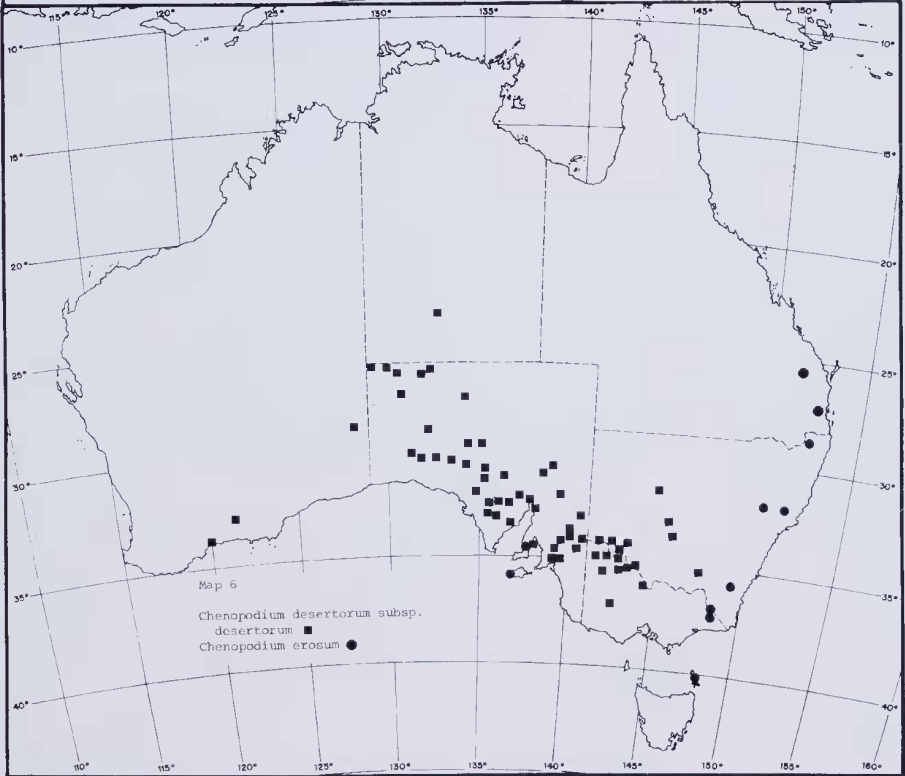 115° 120° 125° 130° 135° 140° 145° 150°
10° 10°
15° 15°
20° 20°
25° 25°
30° 30°
35° 35°
40° 40°
Map 6
Chenopodium desertorum subsp.
desertorum ■
Chenopodium erosum ●
110° 115° 120° 125° 130° 135° 140° 145° 150° 155° 160°